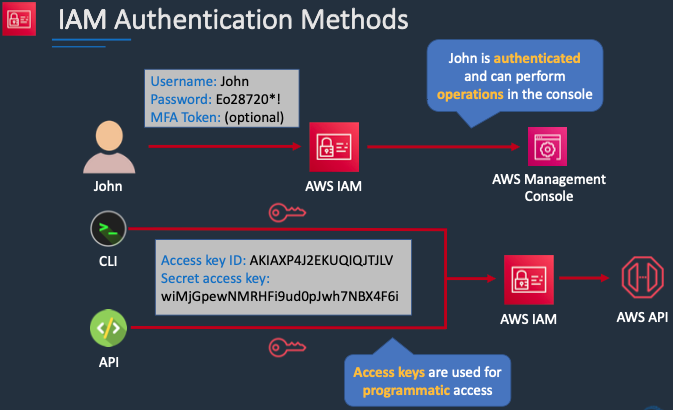 IAM Authentication Methods
Username: John
Password: Eo28720*!
MFA Token: (optional)
John is authenticated
and can perform
operations in the console
John
AWS IAM
AWS Management
Console
CLI
Access key ID: AKIAXP4J2EKUQIQJTJLV
Secret access key:
wiMjGpewNMRHFi9ud0pJwh7NBX4F6i
API
AWS IAM
AWS API
Access keys are used for
programmatic access